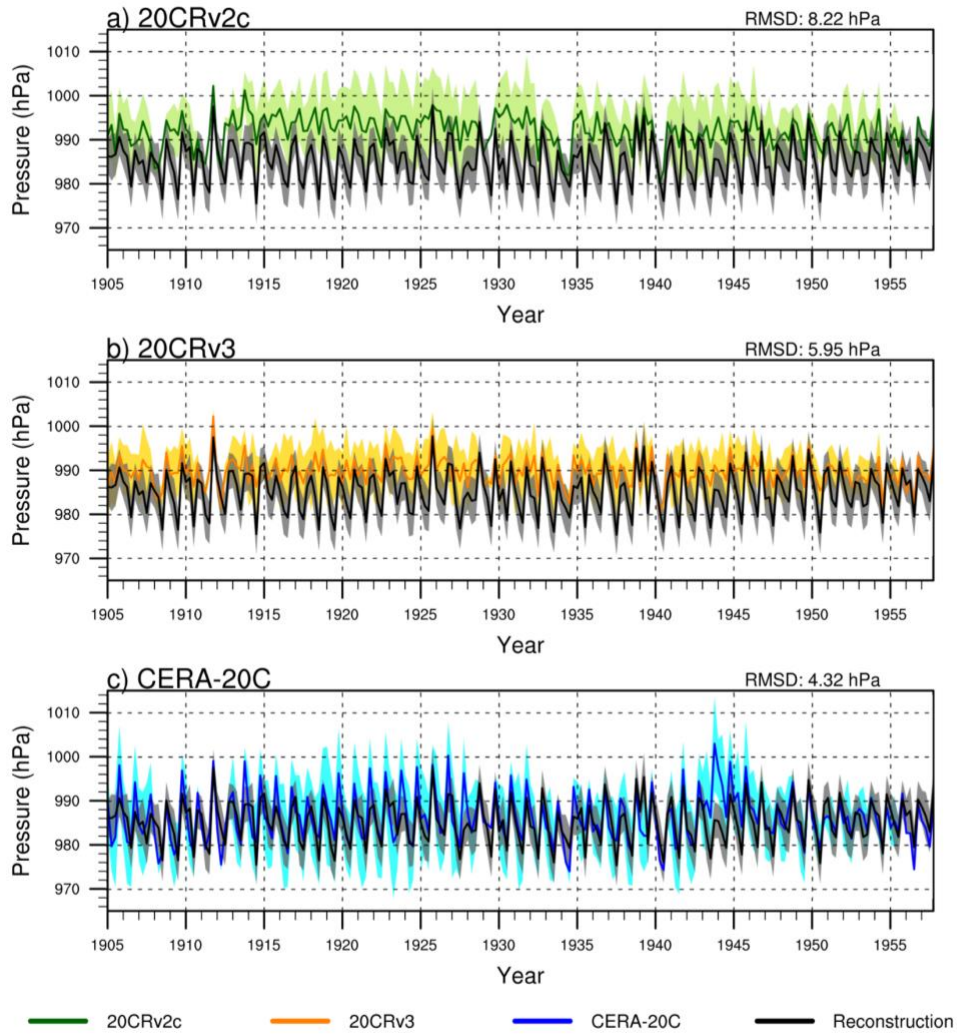 a) 20CRv2c
RMSD: 8.22 hPa
Pressure (hPa)
1010
1000
990
980
970
1905 1910 1915 1920 1925 1930 1935 1940 1945 1950 1955
Year
b) 20CRv3
RMSD: 5.95 hPa
Pressure (hPa)
1010
1000
990
980
970
1905 1910 1915 1920 1925 1930 1935 1940 1945 1950 1955
Year
c) CERA-20C
RMSD: 4.32 hPa
Pressure (hPa)
1010
1000
990
980
970
1905 1910 1915 1920 1925 1930 1935 1940 1945 1950 1955
Year
20CRv2c 20CRv3 CERA-20C Reconstruction